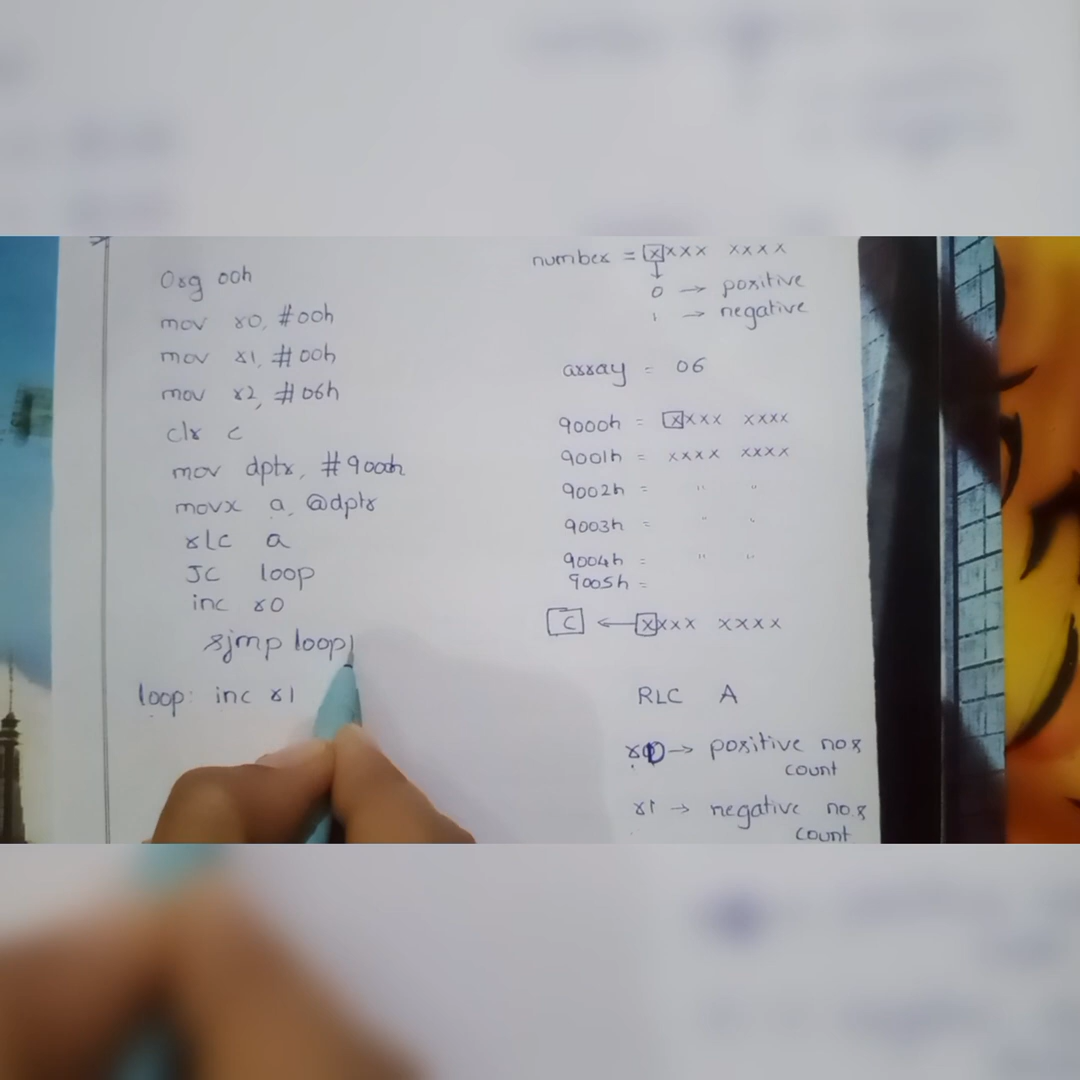 Org 00h
mov r0, #00h
mov r1, #00h
mov r2, #06h
clr c
mov dptr, #9000h
movx a, @dptr
rLc a
JC loop
inc r0
sjmp loop1
loop: inc r1
number = xxxx xxxx
0 → positive
1 → negative
array = 06
9000h = xxxx xxxx
9001h = xxxx xxxx
9002h = " "
9003h = " "
9004h = " "
9005h =
C ← xxxx xxxx
RLC A
r0 → positive nos
count
r1 → negative nos
count